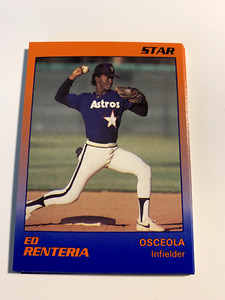 STAR
Astros
ED
RENTERIA
OSCEOLA
Infielder